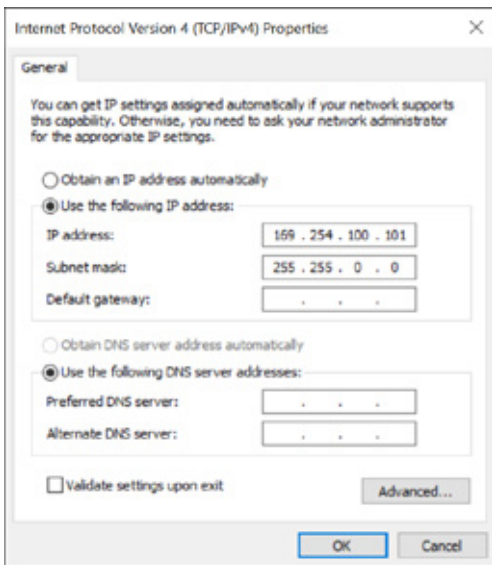 Internet Protocol Version 4 (TCP/IPv4) Properties
General
You can get IP settings assigned automatically if your network supports
this capability. Otherwise, you need to ask your network administrator
for the appropriate IP settings.
Obtain an IP address automatically
Use the following IP address:
IP address: 169 . 254 . 100 . 101
Subnet mask: 255 . 255 . 0 . 0
Default gateway: . . .
Obtain DNS server address automatically
Use the following DNS server addresses:
Preferred DNS server: . . .
Alternate DNS server: . . .
Validate settings upon exit
Advanced...
OK Cancel